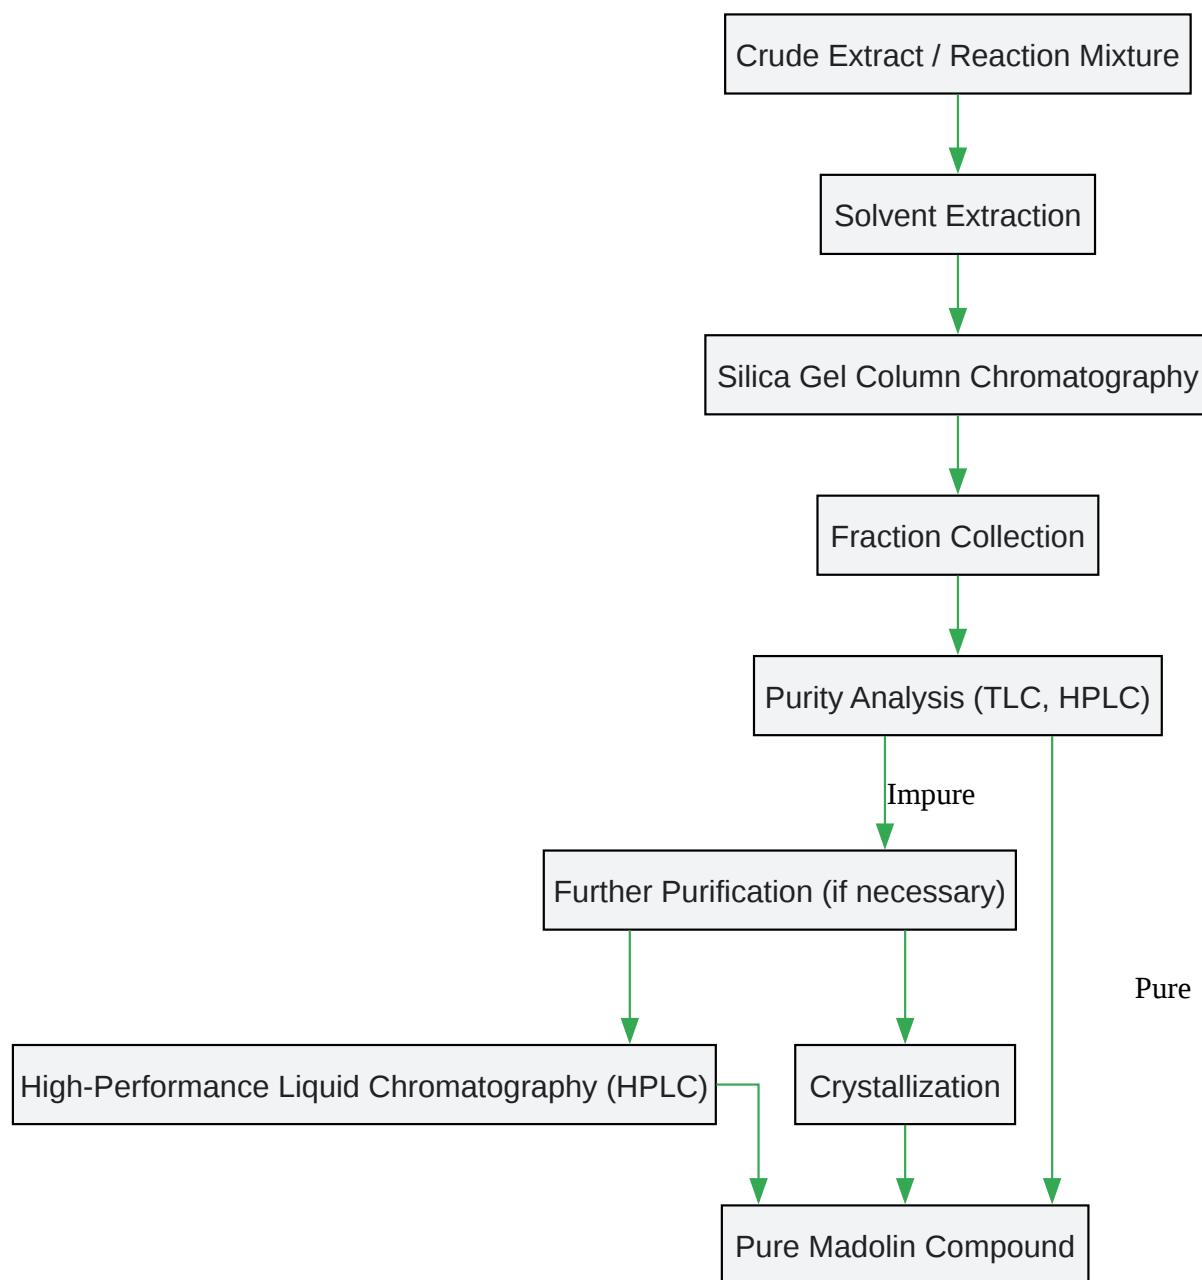 Crude Extract / Reaction Mixture
Solvent Extraction
Silica Gel Column Chromatography
Fraction Collection
Purity Analysis (TLC, HPLC)
Impure
Further Purification (if necessary)
Pure
High-Performance Liquid Chromatography (HPLC)
Crystallization
Pure Madolin Compound